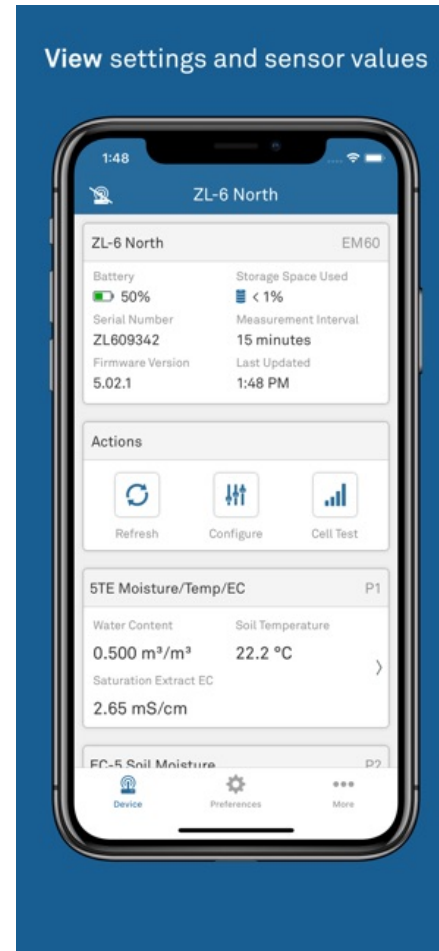 View settings and sensor values
1:48
ZL-6 North
ZL-6 North EM60
Battery Storage Space Used
50% < 1%
Serial Number Measurement Interval
ZL609342 15 minutes
Firmware Version Last Updated
5.02.1 1:48 PM
Actions
Refresh Configure Cell Test
5TE Moisture/Temp/EC P1
Water Content Soil Temperature
0.500 m³/m³ 22.2 °C
Saturation Extract EC
2.65 mS/cm
EC-5 Soil Moisture P2
Device Preferences More